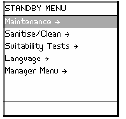 STANDBY MENU
Maintenance →
Sanitise/Clean →
Suitability Tests →
Language →
Manager Menu →